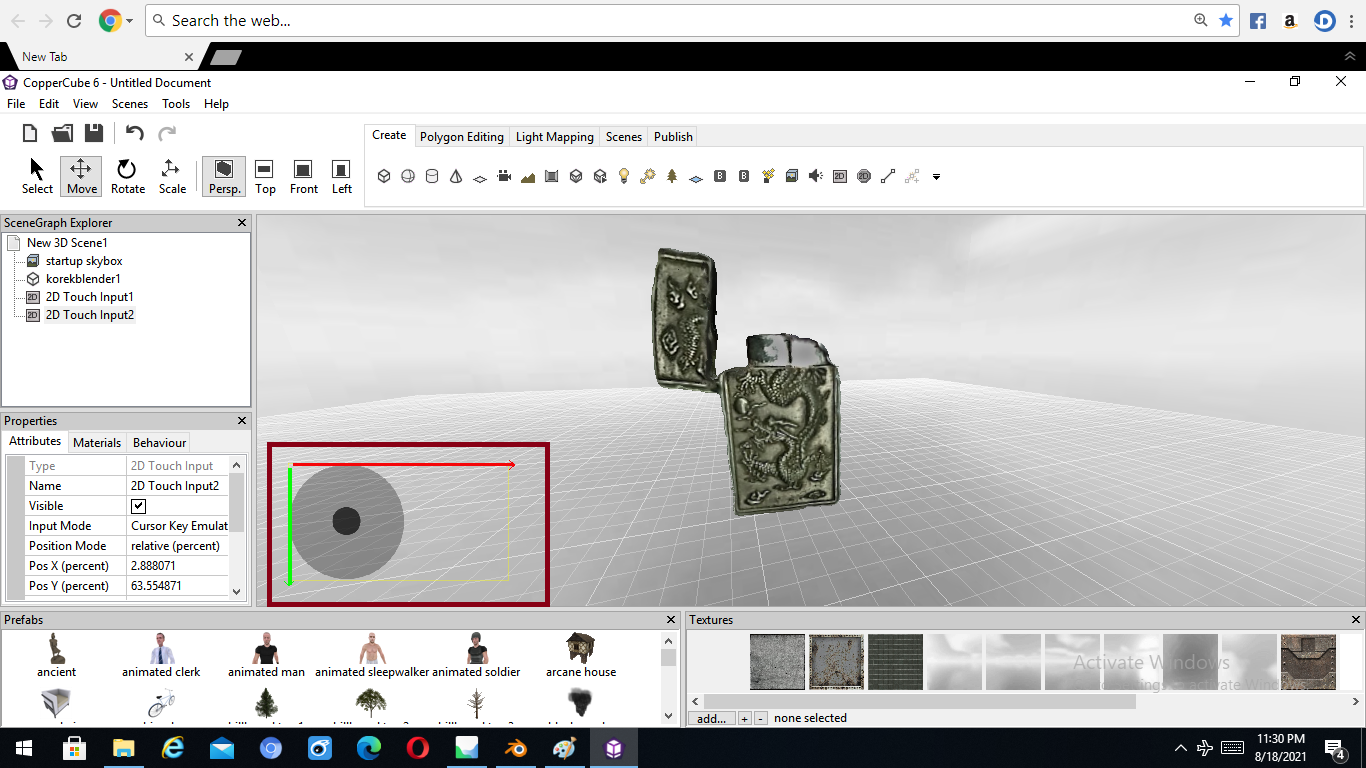 Search the web...
New Tab
CopperCube 6 - Untitled Document
File Edit View Scenes Tools Help
Create Polygon Editing Light Mapping Scenes Publish
Select Move Rotate Scale Persp. Top Front Left
SceneGraph Explorer
New 3D Scene1
startup skybox
korekblender1
2D 2D Touch Input1
2D 2D Touch Input2
Properties
Attributes Materials Behaviour
Type 2D Touch Input
Name 2D Touch Input2
Visible
Input Mode Cursor Key Emulat
Position Mode relative (percent)
Pos X (percent) 2.888071
Pos Y (percent) 63.554871
Prefabs
ancient animated clerk animated man animated sleepwalker animated soldier arcane house
Textures
Activate Windows
add... + - none selected
11:30 PM
8/18/2021
4